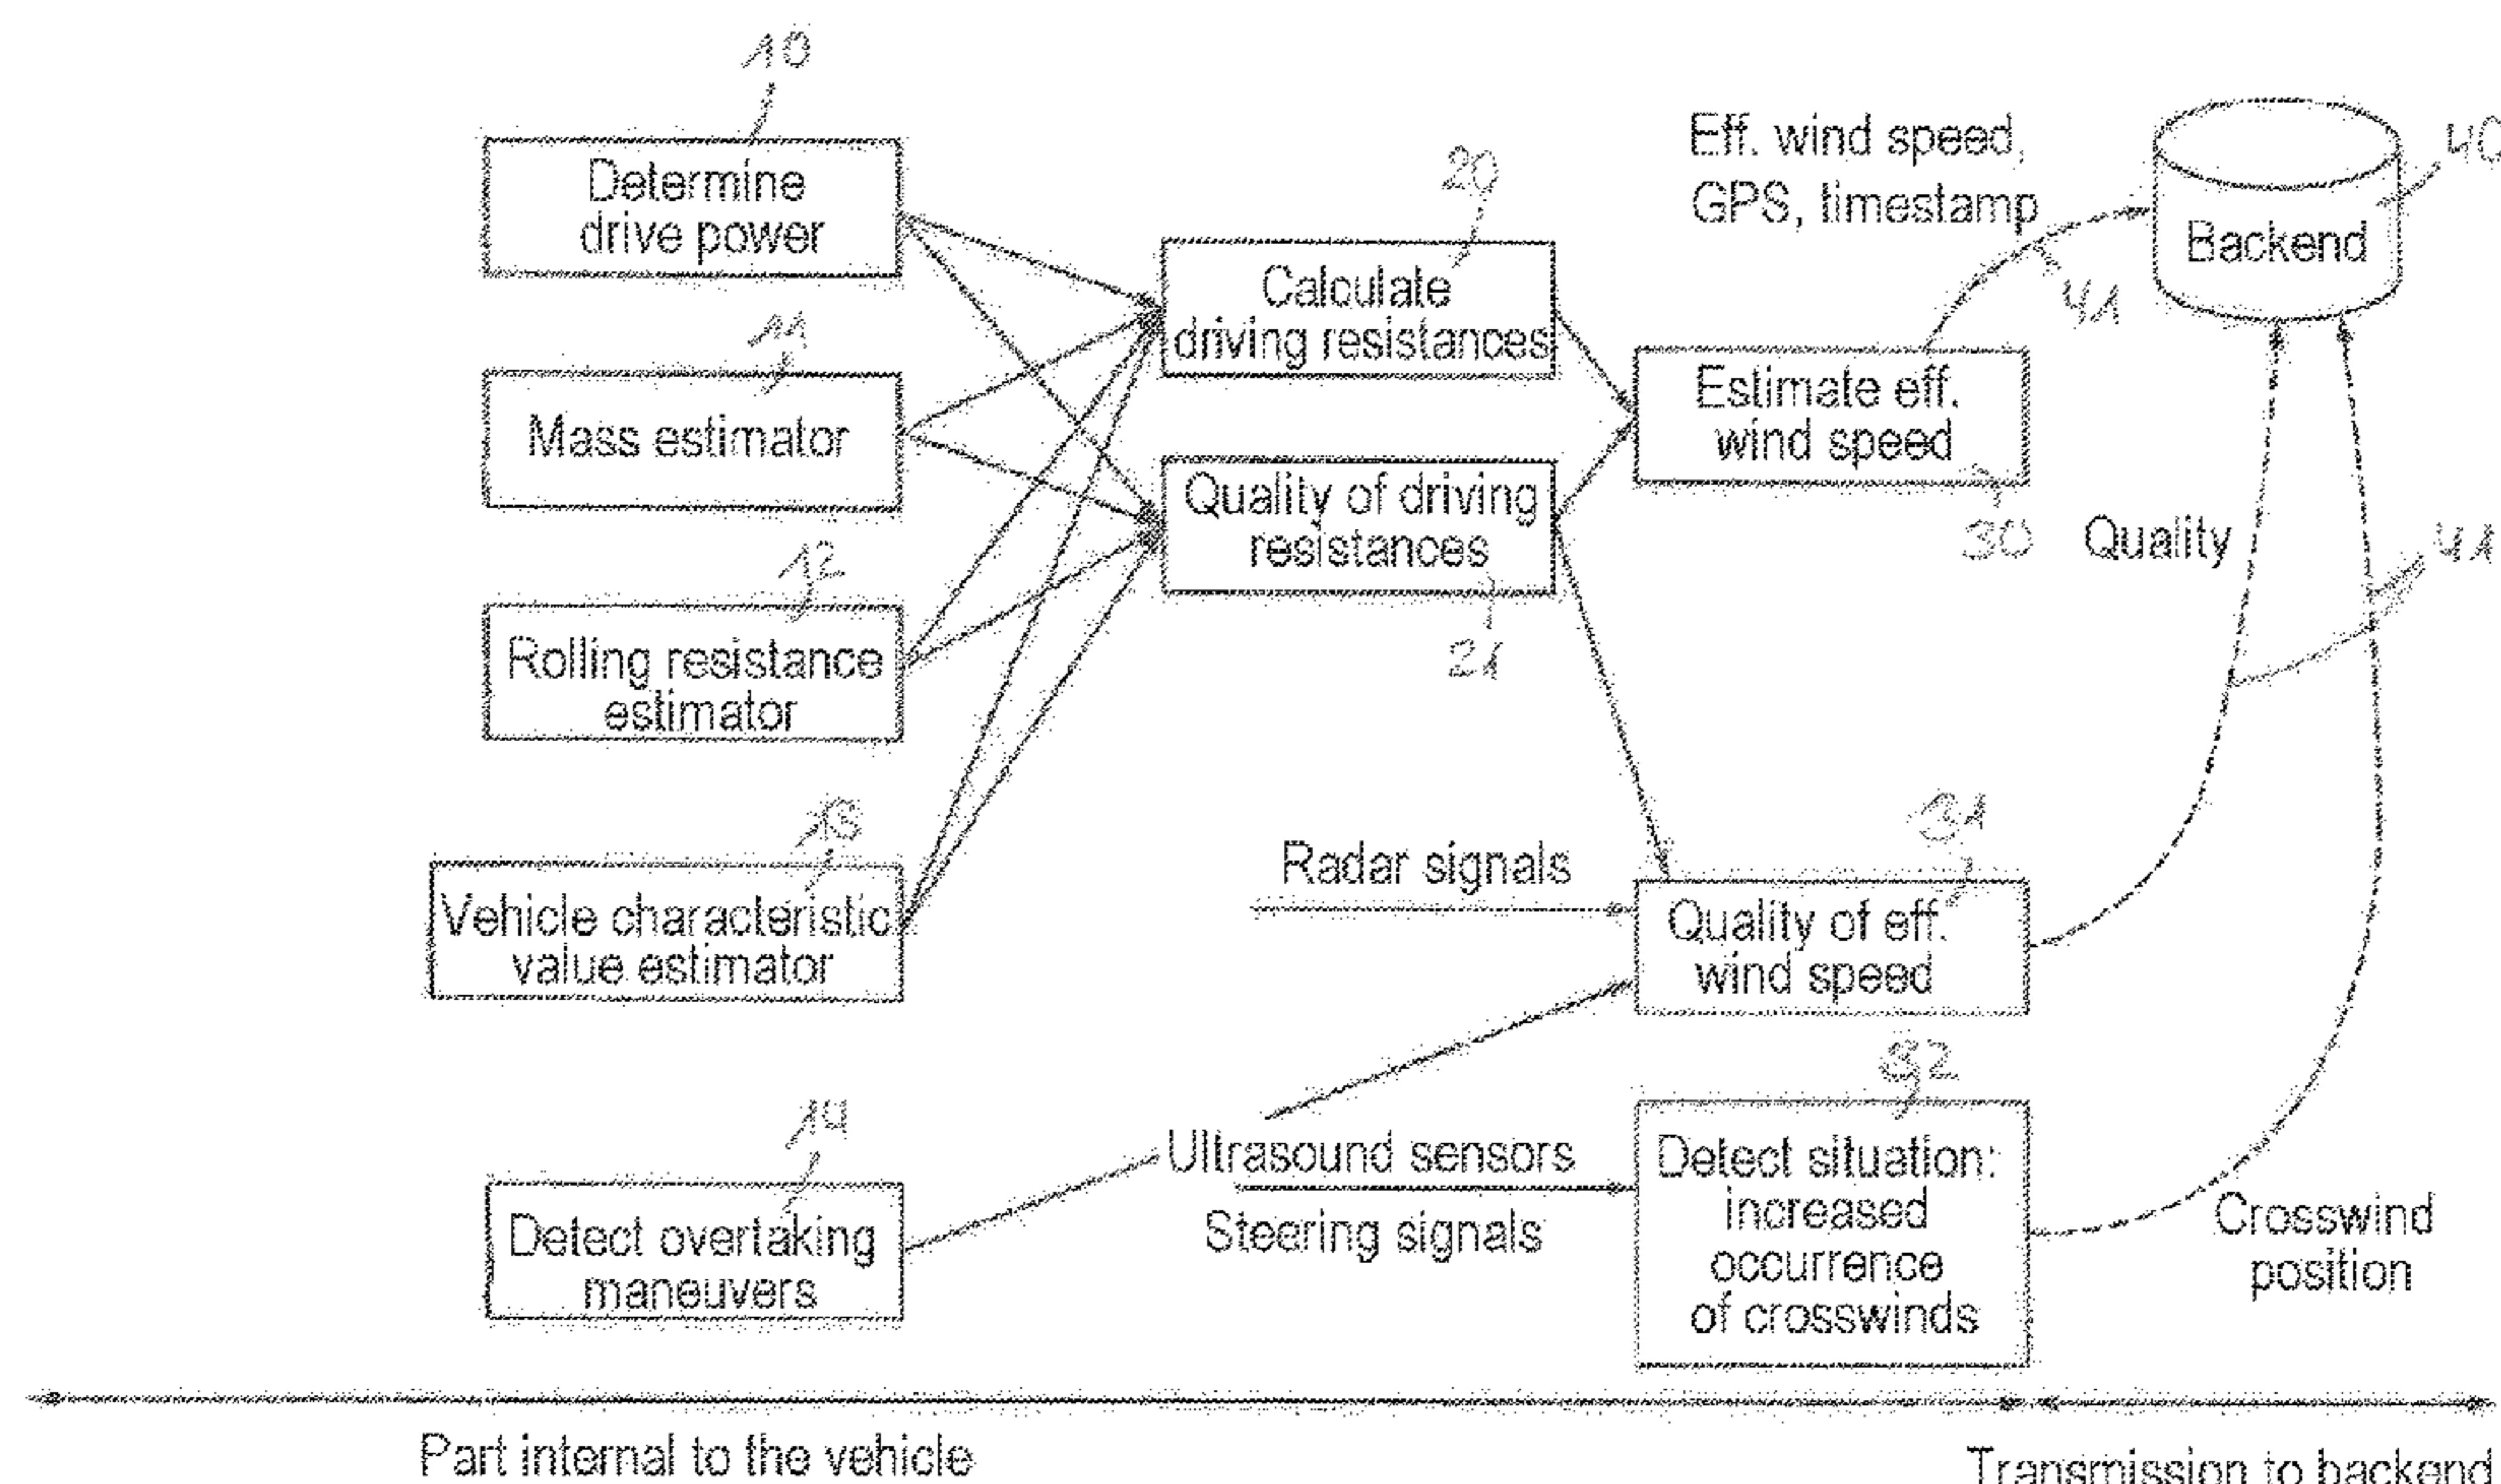 10
Determine
drive power
11
Mass estimator
12
Rolling resistance
estimator
13
Vehicle characteristic
value estimator
14
Detect overtaking
maneuvers
20
Calculate
driving resistances
Quality of driving
resistances
21
Radar signals
Ultrasound sensors
Steering signals
Eff. wind speed,
GPS, timestamp
41
Estimate eff.
wind speed
30
Quality
31
Quality of eff.
wind speed
32
Detect situation:
increased
occurrence
of crosswinds
40
Backend
41
Crosswind
position
Part internal to the vehicle
Transmission to backend